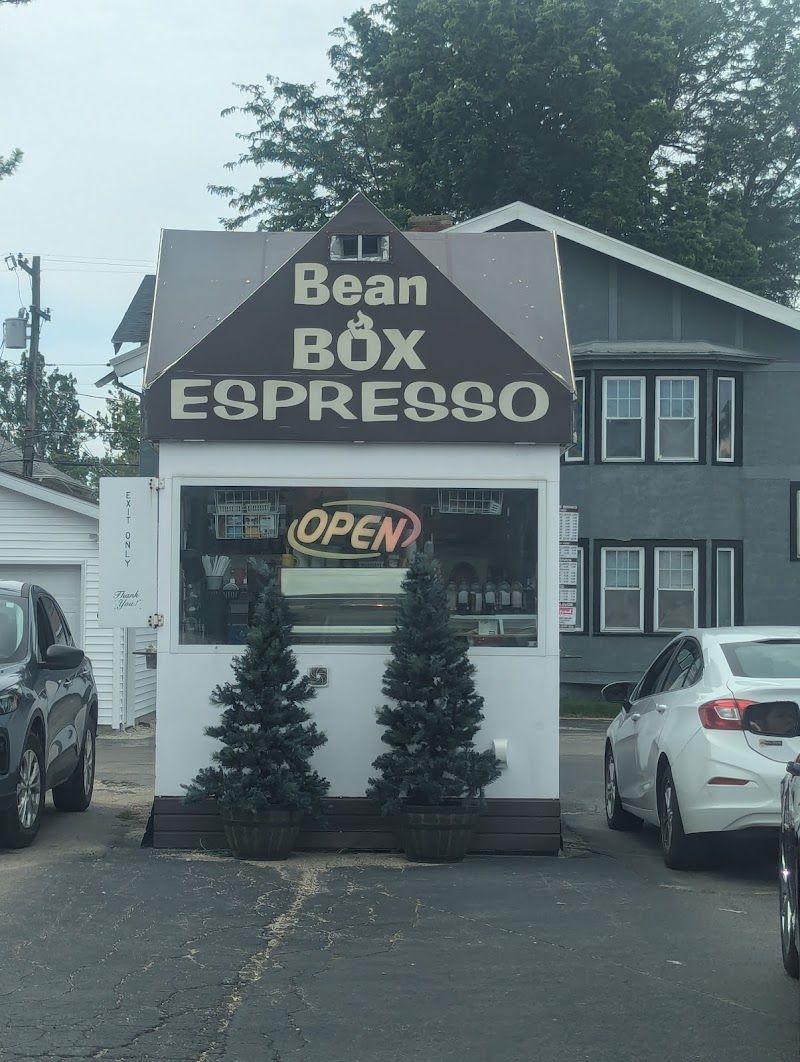 Bean
BOX
ESPRESSO
OPEN
EXIT ONLY
Thank
You!